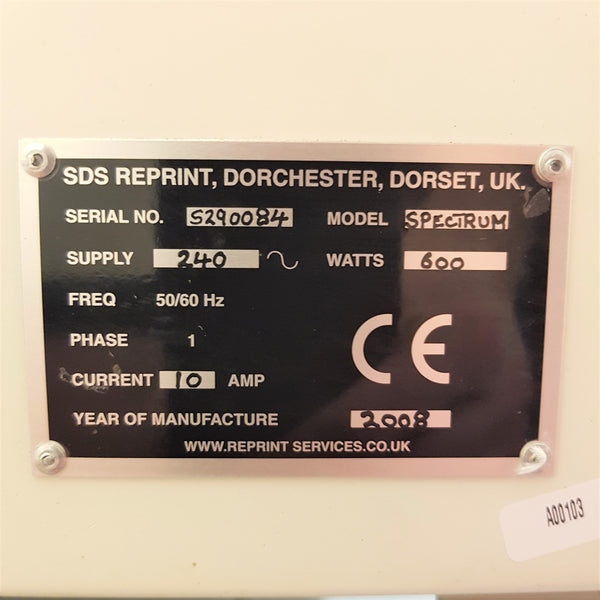 SDS REPRINT, DORCHESTER, DORSET, UK.
SERIAL NO. S290084 MODEL SPECTRUM
SUPPLY 240 ~ WATTS 600
FREQ 50/60 Hz
PHASE 1
CE
CURRENT 10 AMP
YEAR OF MANUFACTURE 2008
WWW.REPRINT SERVICES.CO.UK
A00103